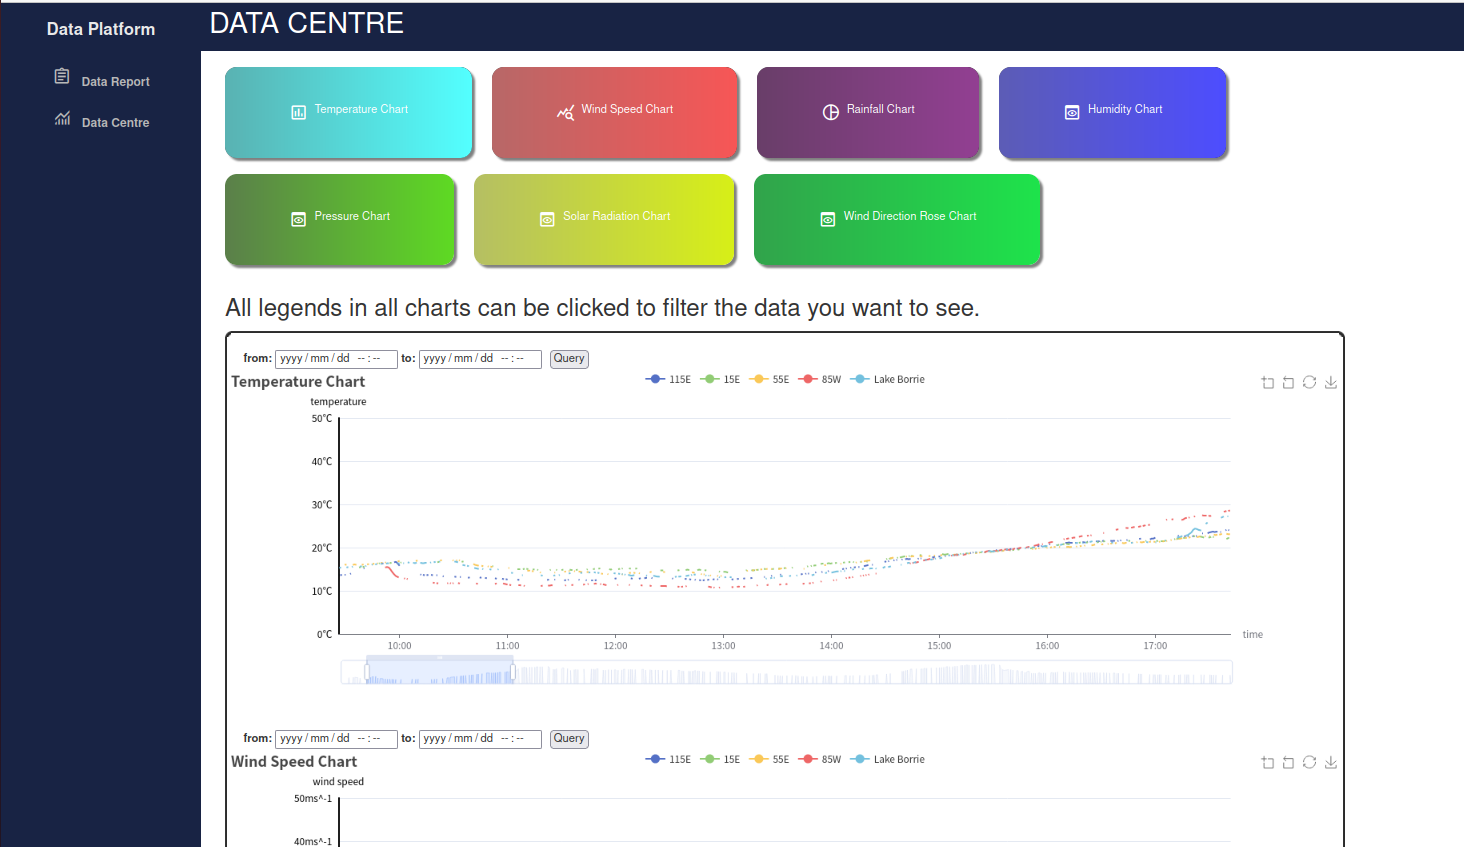 Data Platform
DATA CENTRE
Data Report
Data Centre
Temperature Chart
Wind Speed Chart
Rainfall Chart
Humidity Chart
Pressure Chart
Solar Radiation Chart
Wind Direction Rose Chart
All legends in all charts can be clicked to filter the data you want to see.
from: yyyy / mm / dd -- : -- to: yyyy / mm / dd -- : -- Query
Temperature Chart
115E 15E 55E 85W Lake Borrie
temperature
50°C
40°C
30°C
20°C
10°C
0°C
10:00 11:00 12:00 13:00 14:00 15:00 16:00 17:00
time
from: yyyy / mm / dd -- : -- to: yyyy / mm / dd -- : -- Query
Wind Speed Chart
115E 15E 55E 85W Lake Borrie
wind speed
50ms^-1
40ms^-1